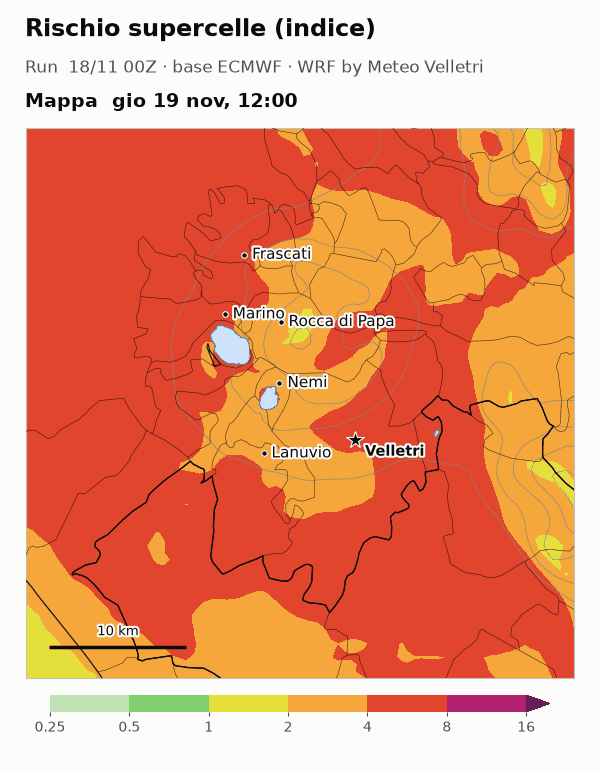 Rischio supercelle (indice)
Run  18/11 00Z · base ECMWF · WRF by Meteo Velletri
Mappa  gio 19 nov, 12:00
Frascati
Marino
Rocca di Papa
Nemi
Velletri
Lanuvio
10 km
0.25 0.5 1 2 4 8 16